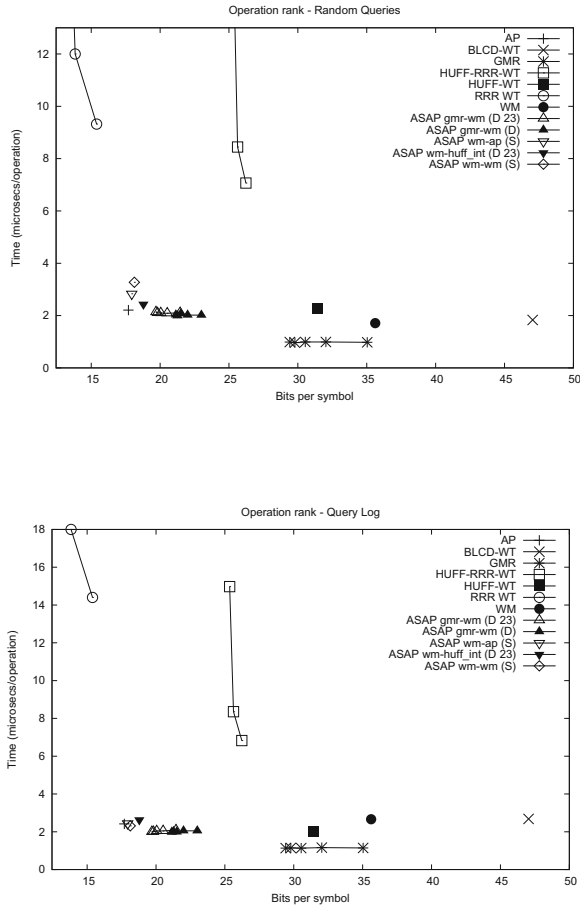 Operation rank - Random Queries
12
10
8
6
4
2
0
Time (microsecs/operation)
AP
BLCD-WT
GMR
HUFF-RRR-WT
HUFF-WT
RRR WT
WM
ASAP gmr-wm (D 23)
ASAP gmr-wm (D)
ASAP wm-ap (S)
ASAP wm-huff_int (D 23)
ASAP wm-wm (S)
15 20 25 30 35 40 45 50
Bits per symbol
Operation rank - Query Log
18
16
14
12
10
8
6
4
2
0
Time (microsecs/operation)
AP
BLCD-WT
GMR
HUFF-RRR-WT
HUFF-WT
RRR WT
WM
ASAP gmr-wm (D 23)
ASAP gmr-wm (D)
ASAP wm-ap (S)
ASAP wm-huff_int (D 23)
ASAP wm-wm (S)
15 20 25 30 35 40 45 50
Bits per symbol